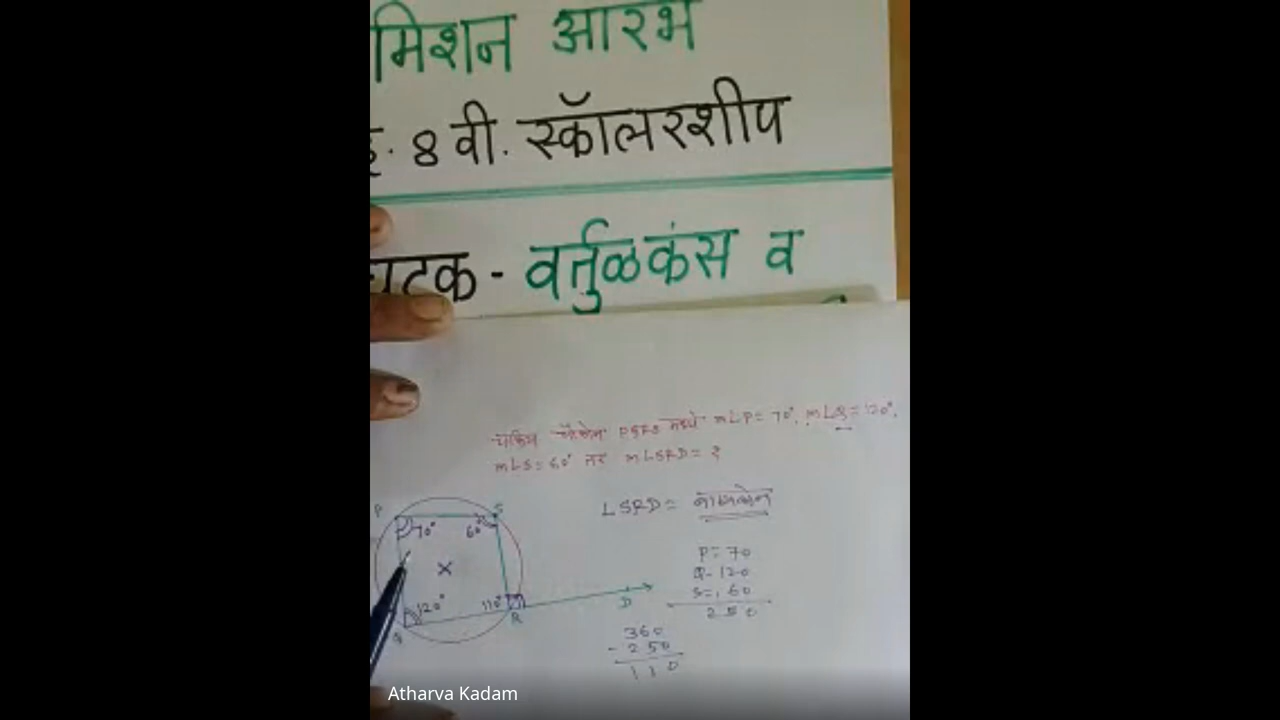 मिशन आरंभ
इ. 8 वी. स्कॉलरशीप
घटक - वर्तुळकंस व
चक्रिय चौकोन PQRS मध्ये m∠P= 70°, m∠Q= 120°,
m∠S= 60° तर m∠SRD= ?
∠SRD= बाह्यकोन
P S
70° 60°
P= 70
Q- 120
S= 60
250
120° 110°
Q R D
360
- 250
110
Atharva Kadam